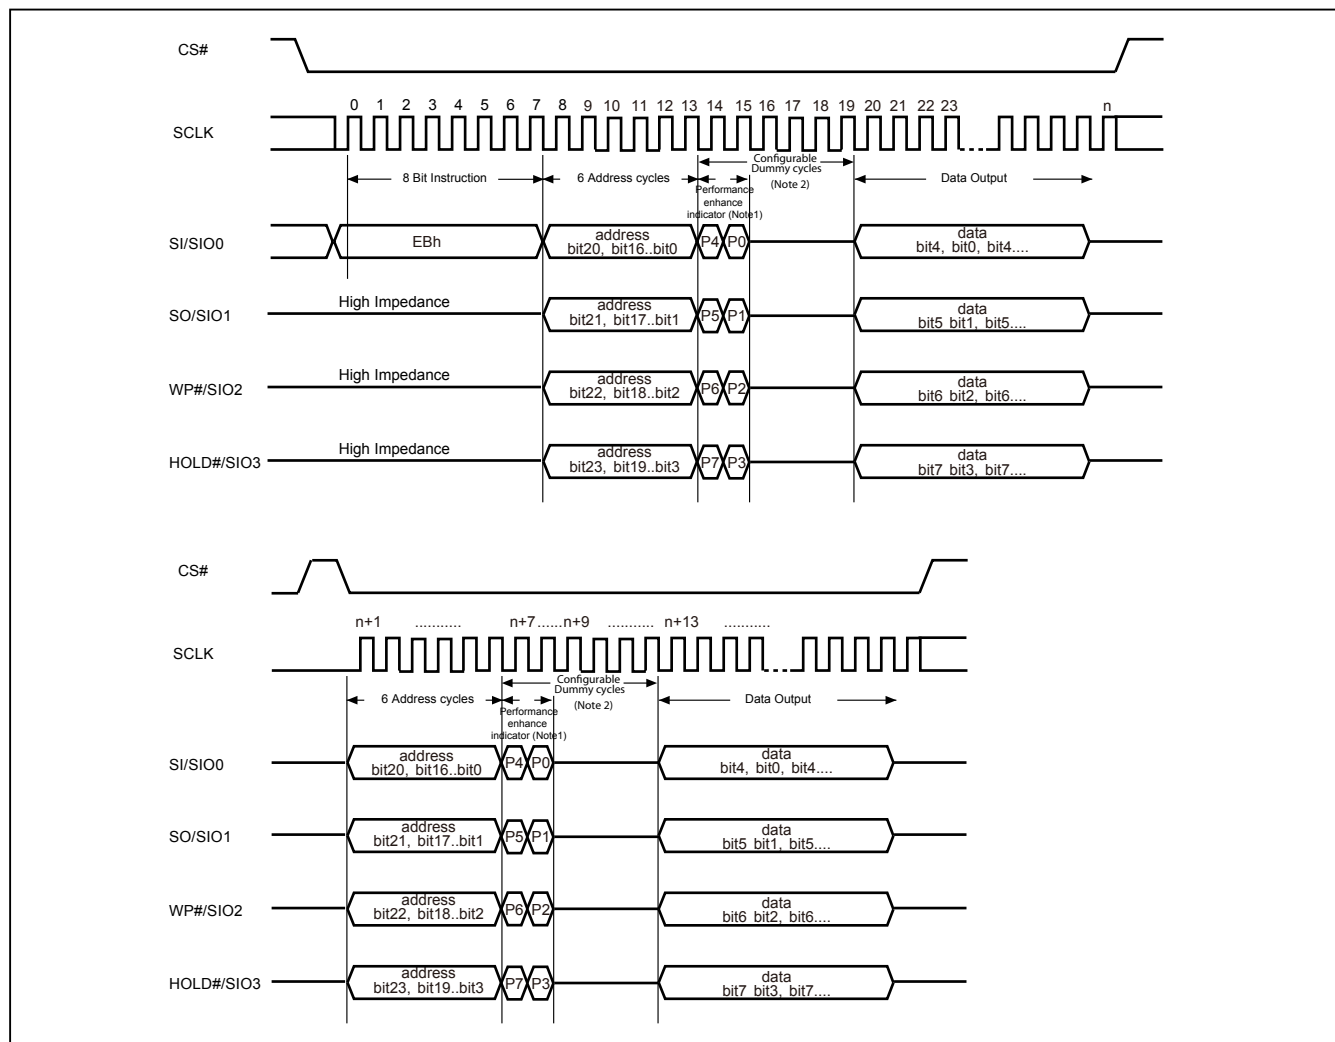 CS#
0 1 2 3 4 5 6 7 8 9 10 11 12 13 14 15 16 17 18 19 20 21 22 23 n
SCLK
Configurable
Dummy cycles
(Note 2)
8 Bit Instruction 6 Address cycles Data Output
Performance
enhance
indicator (Note1)
SI/SIO0 EBh address
bit20, bit16..bit0 P4 P0 data
bit4, bit0, bit4....
High Impedance
SO/SIO1 address
bit21, bit17..bit1 P5 P1 data
bit5 bit1, bit5....
High Impedance
WP#/SIO2 address
bit22, bit18..bit2 P6 P2 data
bit6 bit2, bit6....
High Impedance
HOLD#/SIO3 address
bit23, bit19..bit3 P7 P3 data
bit7 bit3, bit7....
CS#
n+1 ........... n+7 ...... n+9 ........... n+13 ...........
SCLK
Configurable
Dummy cycles
(Note 2)
6 Address cycles Data Output
Performance
enhance
indicator (Note1)
SI/SIO0 address
bit20, bit16..bit0 P4 P0 data
bit4, bit0, bit4....
SO/SIO1 address
bit21, bit17..bit1 P5 P1 data
bit5 bit1, bit5....
WP#/SIO2 address
bit22, bit18..bit2 P6 P2 data
bit6 bit2, bit6....
HOLD#/SIO3 address
bit23, bit19..bit3 P7 P3 data
bit7 bit3, bit7....